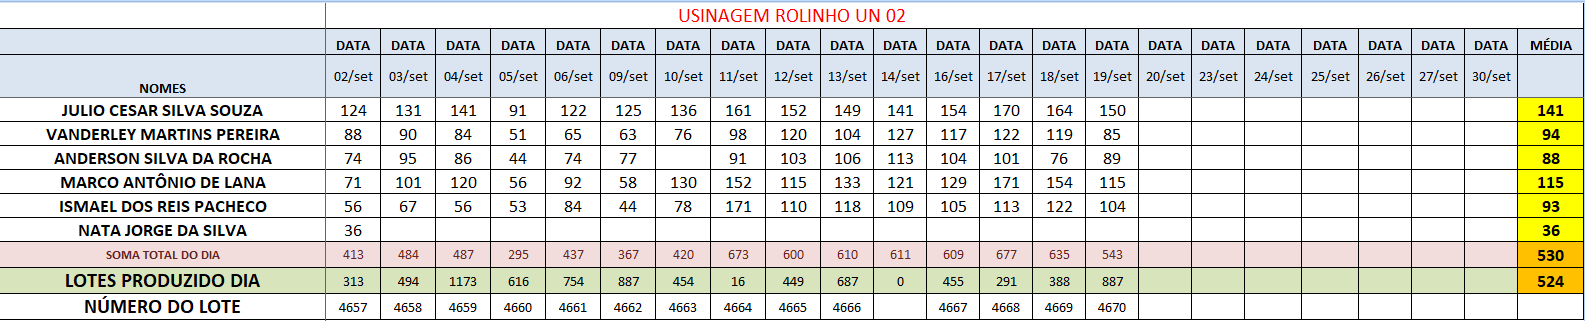 USINAGEM ROLINHO UN 02
DATA DATA DATA DATA DATA DATA DATA DATA DATA DATA DATA DATA DATA DATA DATA DATA DATA DATA DATA DATA DATA DATA MÉDIA
NOMES 02/set 03/set 04/set 05/set 06/set 09/set 10/set 11/set 12/set 13/set 14/set 16/set 17/set 18/set 19/set 20/set 23/set 24/set 25/set 26/set 27/set 30/set
JULIO CESAR SILVA SOUZA 124 131 141 91 122 125 136 161 152 149 141 154 170 164 150 141
VANDERLEY MARTINS PEREIRA 88 90 84 51 65 63 76 98 120 104 127 117 122 119 85 94
ANDERSON SILVA DA ROCHA 74 95 86 44 74 77 91 103 106 113 104 101 76 89 88
MARCO ANTÔNIO DE LANA 71 101 120 56 92 58 130 152 115 133 121 129 171 154 115 115
ISMAEL DOS REIS PACHECO 56 67 56 53 84 44 78 171 110 118 109 105 113 122 104 93
NATA JORGE DA SILVA 36 36
SOMA TOTAL DO DIA 413 484 487 295 437 367 420 673 600 610 611 609 677 635 543 530
LOTES PRODUZIDO DIA 313 494 1173 616 754 887 454 16 449 687 0 455 291 388 887 524
NÚMERO DO LOTE 4657 4658 4659 4660 4661 4662 4663 4664 4665 4666 4667 4668 4669 4670